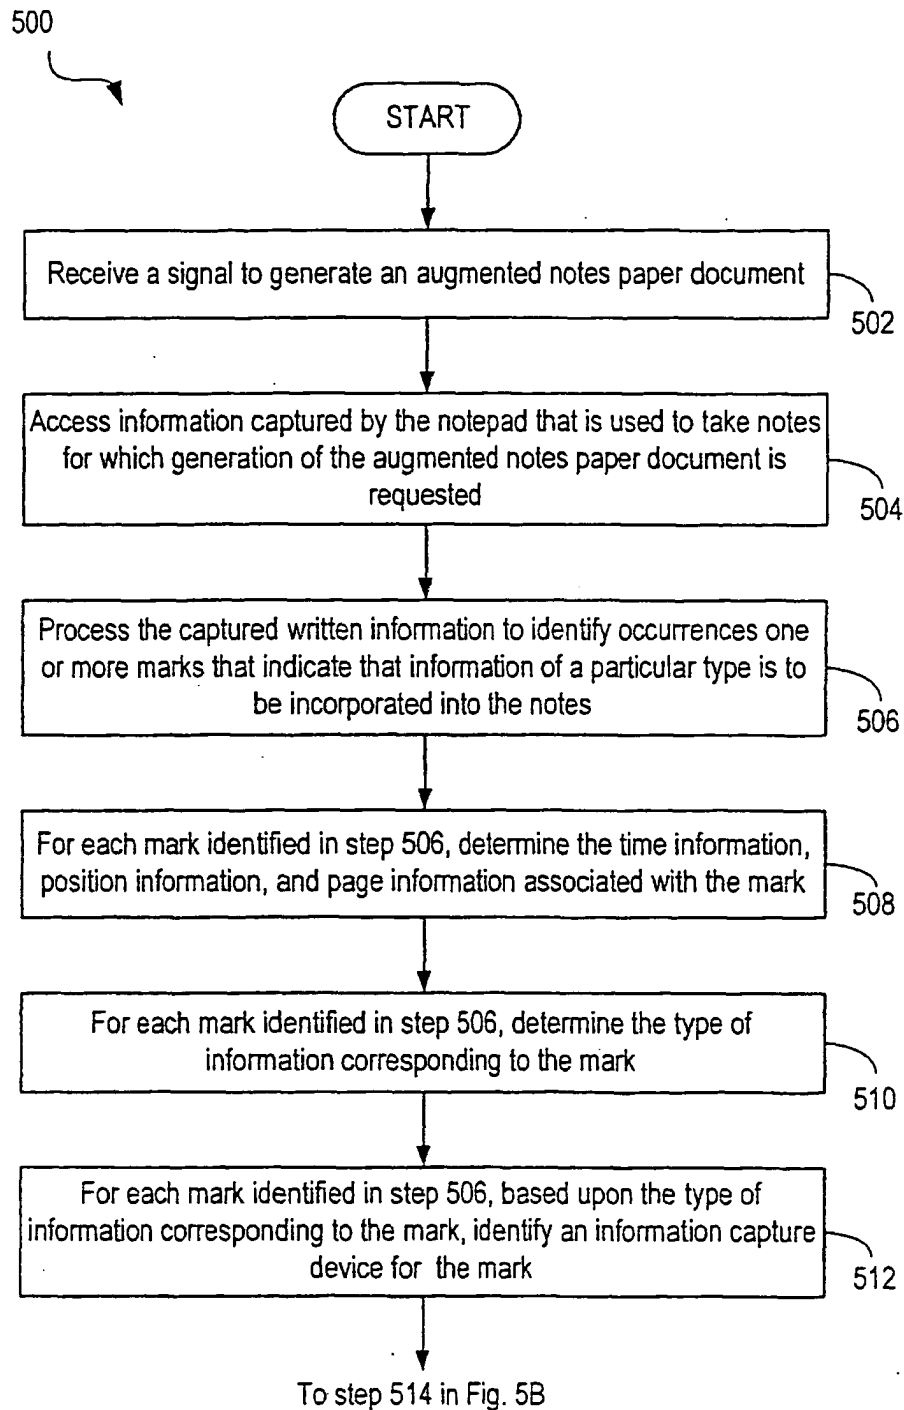 500
START
Receive a signal to generate an augmented notes paper document
502
Access information captured by the notepad that is used to take notes
for which generation of the augmented notes paper document is
requested
504
Process the captured written information to identify occurrences one
or more marks that indicate that information of a particular type is to
be incorporated into the notes
506
For each mark identified in step 506, determine the time information,
position information, and page information associated with the mark
508
For each mark identified in step 506, determine the type of
information corresponding to the mark
510
For each mark identified in step 506, based upon the type of
information corresponding to the mark, identify an information capture
device for the mark
512
To step 514 in Fig. 5B